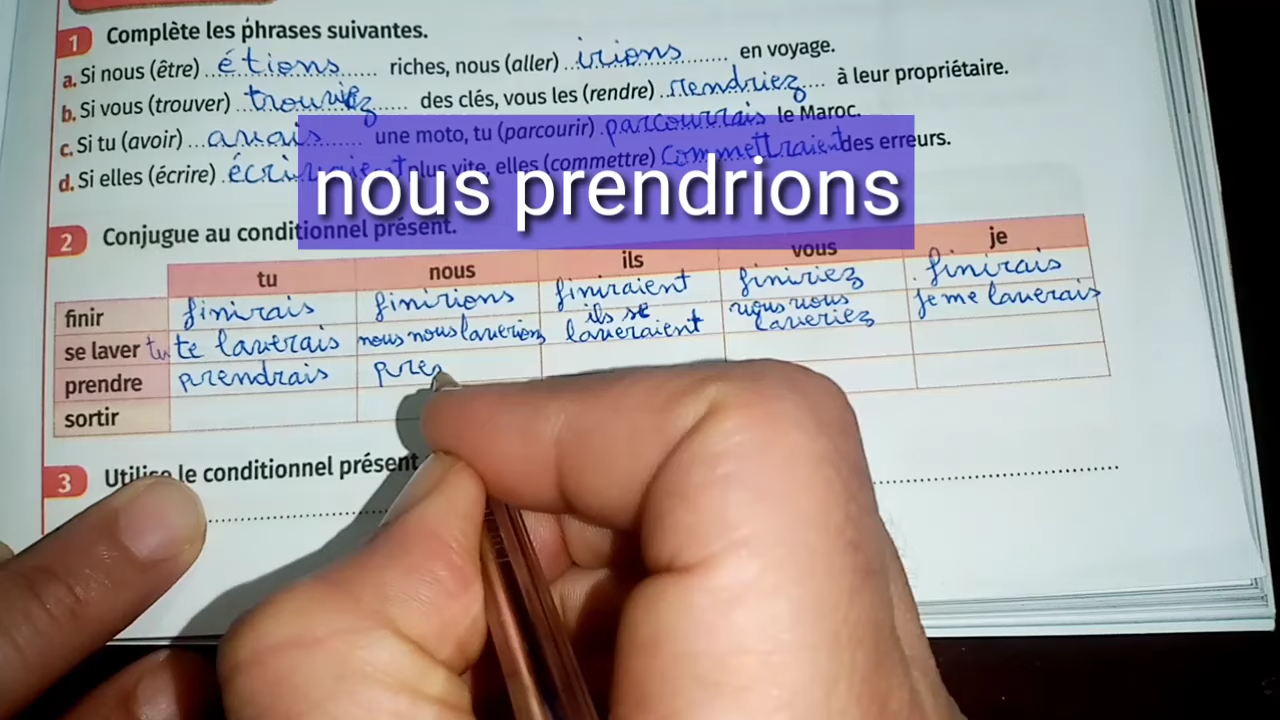 1 Complète les phrases suivantes.
a. Si nous (être) étions riches, nous (aller) irions en voyage.
b. Si vous (trouver) trouviez des clés, vous les (rendre) rendriez à leur propriétaire.
c. Si tu (avoir) avais une moto, tu (parcourir) parcourrais le Maroc.
d. Si elles (écrire) écrivaient plus vite, elles (commettre) commettraient des erreurs.
nous prendrions
2 Conjugue au conditionnel présent.
tu nous ils vous je
finir finirais finirions finiraient finiriez finirais
se laver tu te laverais nous nous laverions ils se laveraient vous vous laveriez je me laverais
prendre prendrais pren
sortir
3 Utilise le conditionnel présent